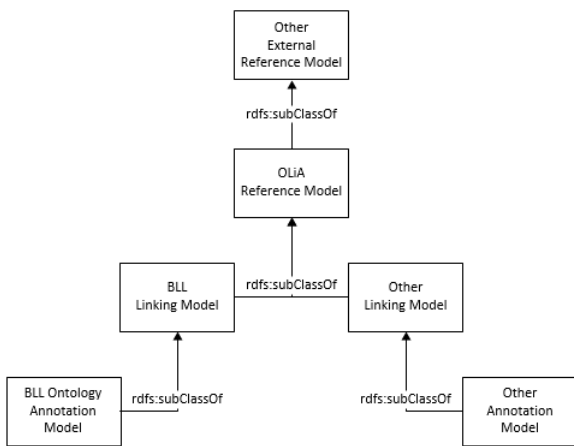 Other
External
Reference Model
rdfs:subClassOf
OLiA
Reference Model
BLL
Linking Model
rdfs:subClassOf
Other
Linking Model
BLL Ontology
Annotation
Model
rdfs:subClassOf
rdfs:subClassOf
Other
Annotation
Model